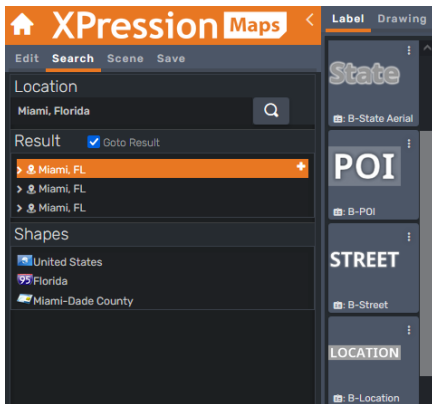 XPression Maps
Edit Search Scene Save
Location
Miami, Florida
Result Goto Result
Miami, FL
Miami, FL
Miami, FL
Shapes
United States
95 Florida
Miami-Dade County
Label Drawing
State
: B-State Aerial
POI
: B-POI
STREET
: B-Street
LOCATION
: B-Location